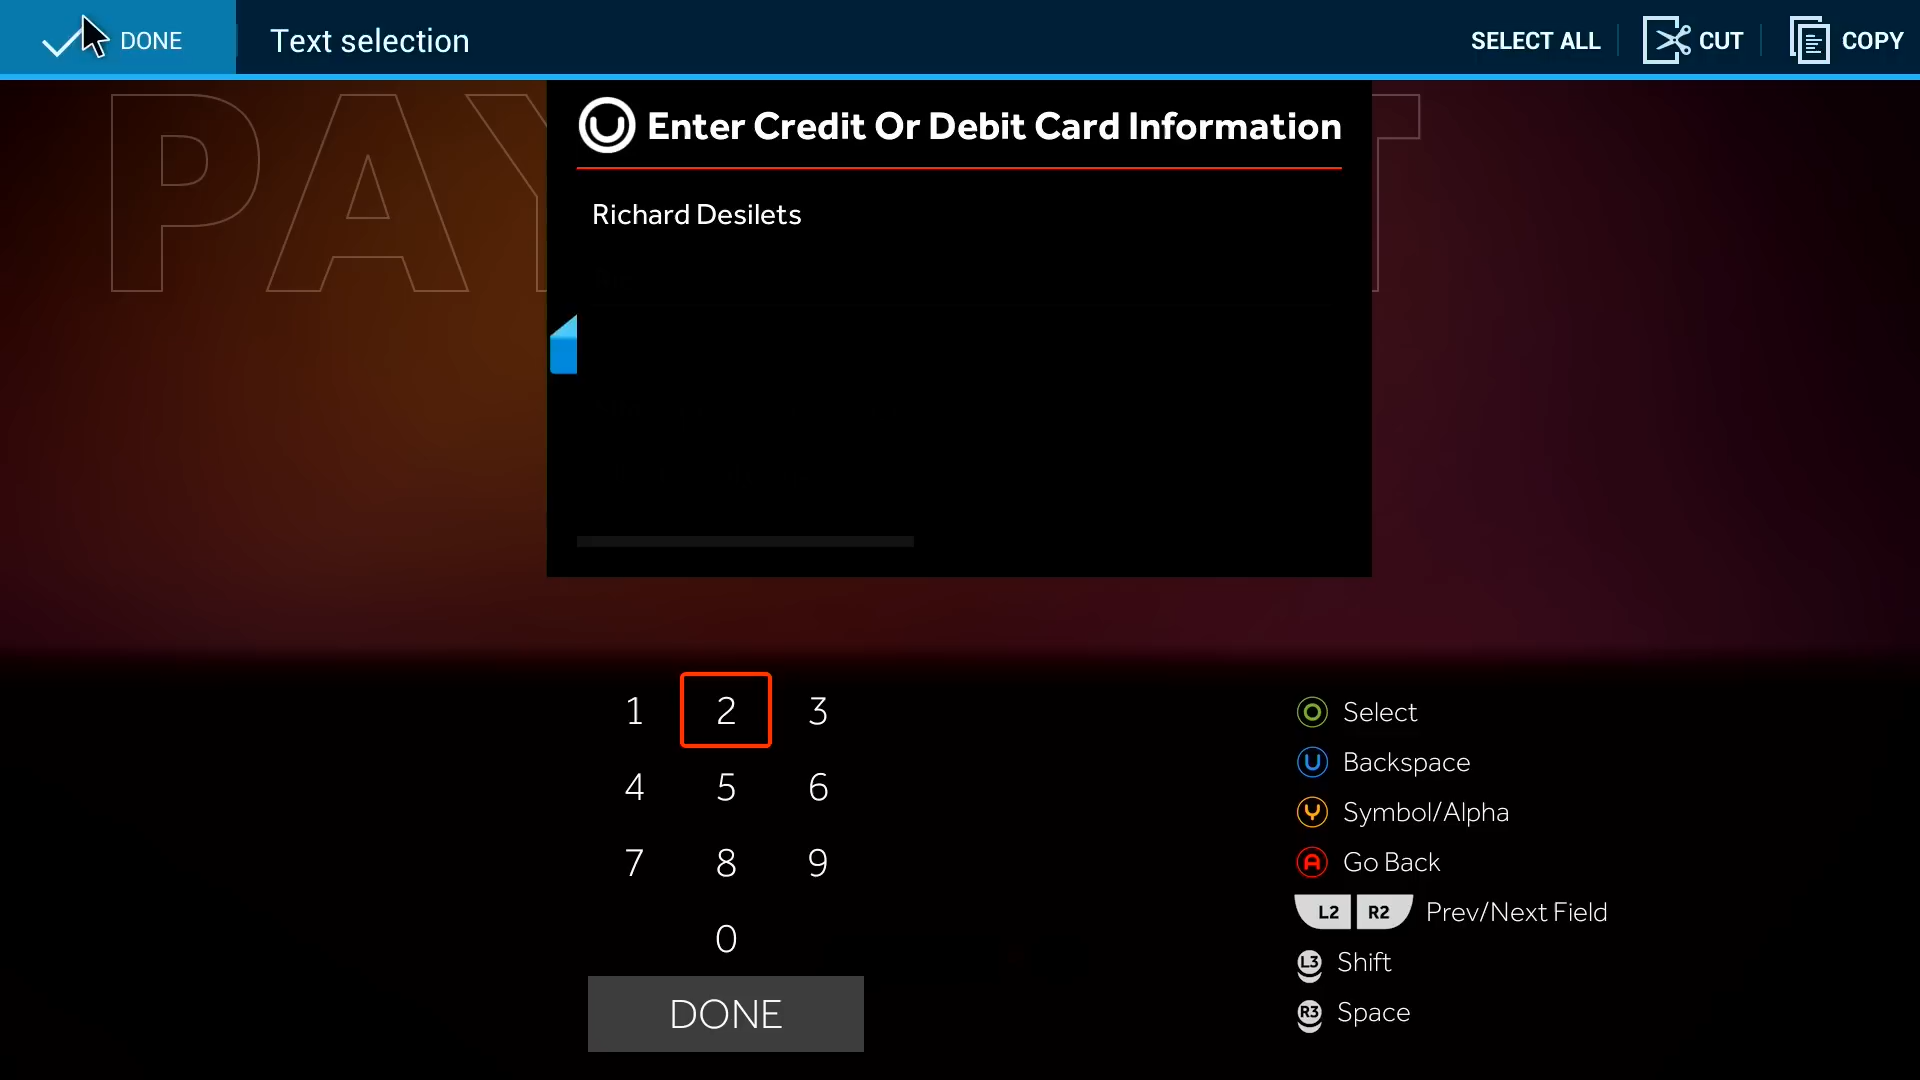 DONE
Text selection
SELECT ALL
CUT
COPY
Enter Credit Or Debit Card Information
Richard Desilets
1 2 3
4 5 6
7 8 9
0
DONE
O Select
U Backspace
Y Symbol/Alpha
A Go Back
L2 R2 Prev/Next Field
L3 Shift
R3 Space